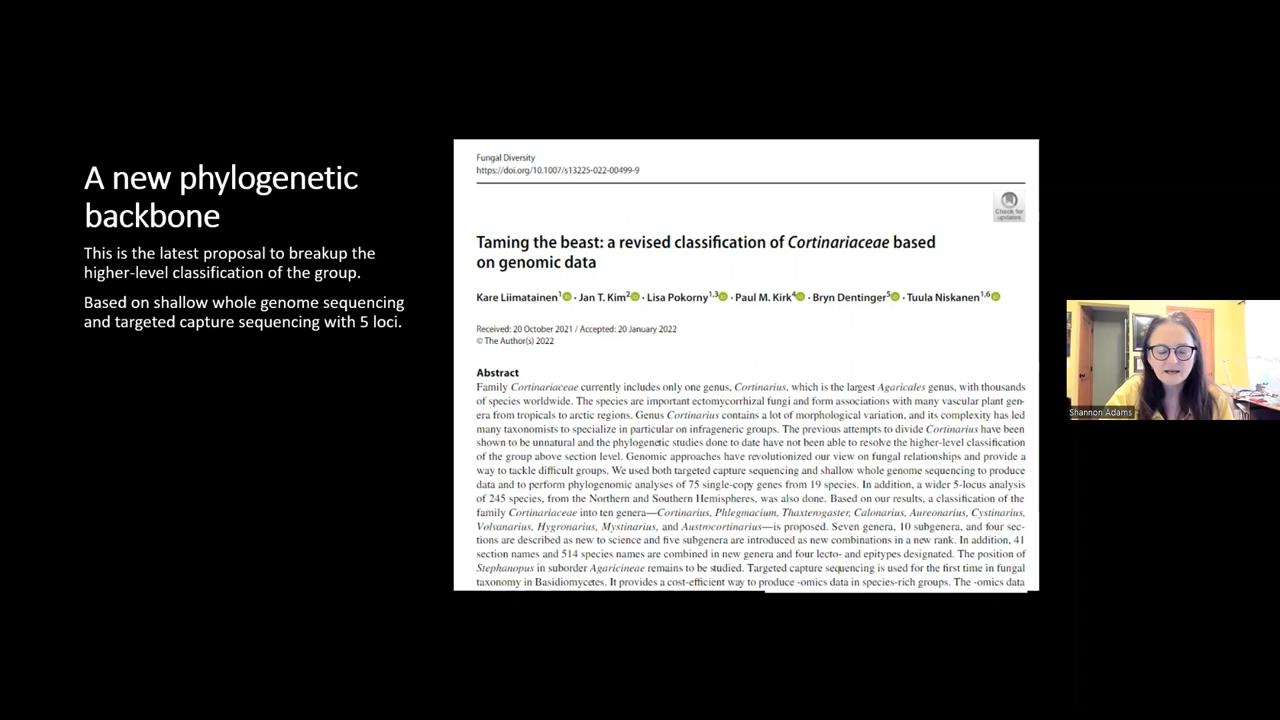 A new phylogenetic
backbone
This is the latest proposal to breakup the
higher-level classification of the group.
Based on shallow whole genome sequencing
and targeted capture sequencing with 5 loci.
Fungal Diversity
https://doi.org/10.1007/s13225-022-00499-9
Check for
updates
Taming the beast: a revised classification of Cortinariaceae based
on genomic data
Kare Liimatainen1 · Jan T. Kim2 · Lisa Pokorny1,3 · Paul M. Kirk4 · Bryn Dentinger5 · Tuula Niskanen1,6
Received: 20 October 2021 / Accepted: 20 January 2022
© The Author(s) 2022
Abstract
Family Cortinariaceae currently includes only one genus, Cortinarius, which is the largest Agaricales genus, with thousands
of species worldwide. The species are important ectomycorrhizal fungi and form associations with many vascular plant gen-
era from tropicals to arctic regions. Genus Cortinarius contains a lot of morphological variation, and its complexity has led
many taxonomists to specialize in particular on infrageneric groups. The previous attempts to divide Cortinarius have been
shown to be unnatural and the phylogenetic studies done to date have not been able to resolve the higher-level classification
of the group above section level. Genomic approaches have revolutionized our view on fungal relationships and provide a
way to tackle difficult groups. We used both targeted capture sequencing and shallow whole genome sequencing to produce
data and to perform phylogenomic analyses of 75 single-copy genes from 19 species. In addition, a wider 5-locus analysis
of 245 species, from the Northern and Southern Hemispheres, was also done. Based on our results, a classification of the
family Cortinariaceae into ten genera—Cortinarius, Phlegmacium, Thaxterogaster, Calonarius, Aureonarius, Cystinarius,
Volvanarius, Hygronarius, Mystinarius, and Austrocortinarius—is proposed. Seven genera, 10 subgenera, and four sec-
tions are described as new to science and five subgenera are introduced as new combinations in a new rank. In addition, 41
section names and 514 species names are combined in new genera and four lecto- and epitypes designated. The position of
Stephanopus in suborder Agaricineae remains to be studied. Targeted capture sequencing is used for the first time in fungal
taxonomy in Basidiomycetes. It provides a cost-efficient way to produce -omics data in species-rich groups. The -omics data
Shannon Adams